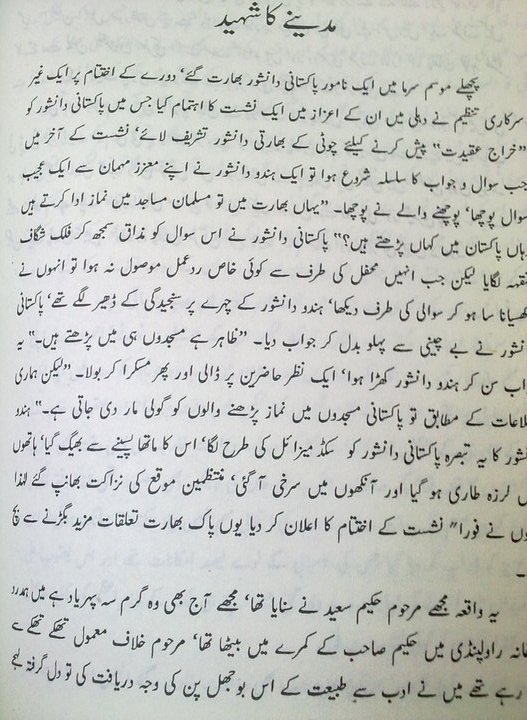 مدینے کا شہید
پچھلے موسم سرما میں ایک نامور پاکستانی دانشور بھارت گئے‘ دورے کے اختتام پر ایک غیر
سرکاری تنظیم نے دہلی میں ان کے اعزاز میں ایک نشست کا اہتمام کیا جس میں پاکستانی دانشور کو
”خراج عقیدت“ پیش کرنے کیلئے چوٹی کے بھارتی دانشور تشریف لائے‘ نشست کے آخر میں
جب سوال و جواب کا سلسلہ شروع ہوا تو ایک ہندو دانشور نے اپنے معزز مہمان سے ایک عجیب
سوال پوچھا‘ پوچھنے والے نے پوچھا۔ ”یہاں بھارت میں تو مسلمان مساجد میں نماز ادا کرتے ہیں
ہاں پاکستان میں کہاں پڑھتے ہیں؟“ پاکستانی دانشور نے اس سوال کو مذاق سمجھ کر فلک شگاف
قہقہہ لگایا لیکن جب انہیں محفل کی طرف سے کوئی خاص ردعمل موصول نہ ہوا تو انہوں نے
کھسیانا سا ہو کر سوالی کی طرف دیکھا‘ ہندو دانشور کے چہرے پر سنجیدگی کے ڈھیر لگے تھے‘ پاکستانی
نشور نے بے چینی سے پہلو بدل کر جواب دیا۔ ”ظاہر ہے مسجدوں ہی میں پڑھتے ہیں۔“ یہ
اب سن کر ہندو دانشور کھڑا ہوا‘ ایک نظر حاضرین پر ڈالی اور پھر مسکرا کر بولا۔ ”لیکن ہماری
لاعات کے مطابق تو پاکستانی مسجدوں میں نماز پڑھنے والوں کو گولی مار دی جاتی ہے۔“ ہندو
شور کا یہ تبصرہ پاکستانی دانشور کو سکڈ میزائل کی طرح لگا‘ اس کا ماتھا پسینے سے بھیگ گیا‘ ہاتھوں
ں لرزہ طاری ہو گیا اور آنکھوں میں سرخی آ گئی‘ منتظمین موقع کی نزاکت بھانپ گئے لہٰذا
وں نے فورا” نشست کے اختتام کا اعلان کر دیا یوں پاک بھارت تعلقات مزید بگڑنے سے بچ
۔
یہ واقعہ مجھے مرحوم حکیم سعید نے سنایا تھا‘ مجھے آج بھی وہ گرم سہ پہر یاد ہے میں ہمدرد
خانہ راولپنڈی میں حکیم صاحب کے کمرے میں بیٹھا تھا‘ مرحوم خلاف معمول تھکے تھکے سے
رہے تھے میں نے ادب سے طبیعت کے اس بوجھل پن کی وجہ دریافت کی تو دل گرفتہ لہجے